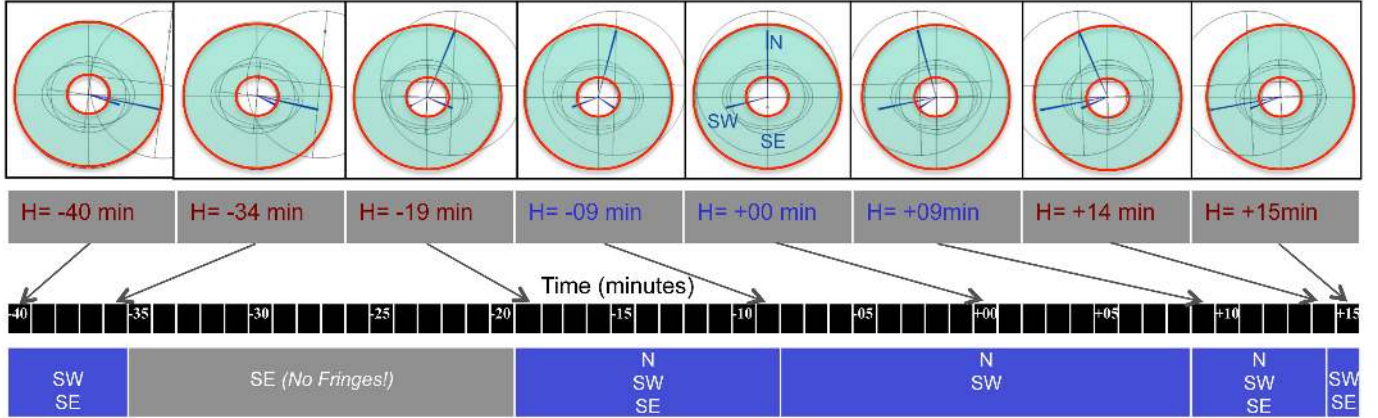 N
SW
SE
H= -40 min
H= -34 min
H= -19 min
H= -09 min
H= +00 min
H= +09min
H= +14 min
H= +15min
Time (minutes)
-40 -35 -30 -25 -20 -15 -10 -05 +00 +05 +10 +15
SW
SE
SE (No Fringes!)
N
SW
SE
N
SW
N
SW
SE
SW
SE